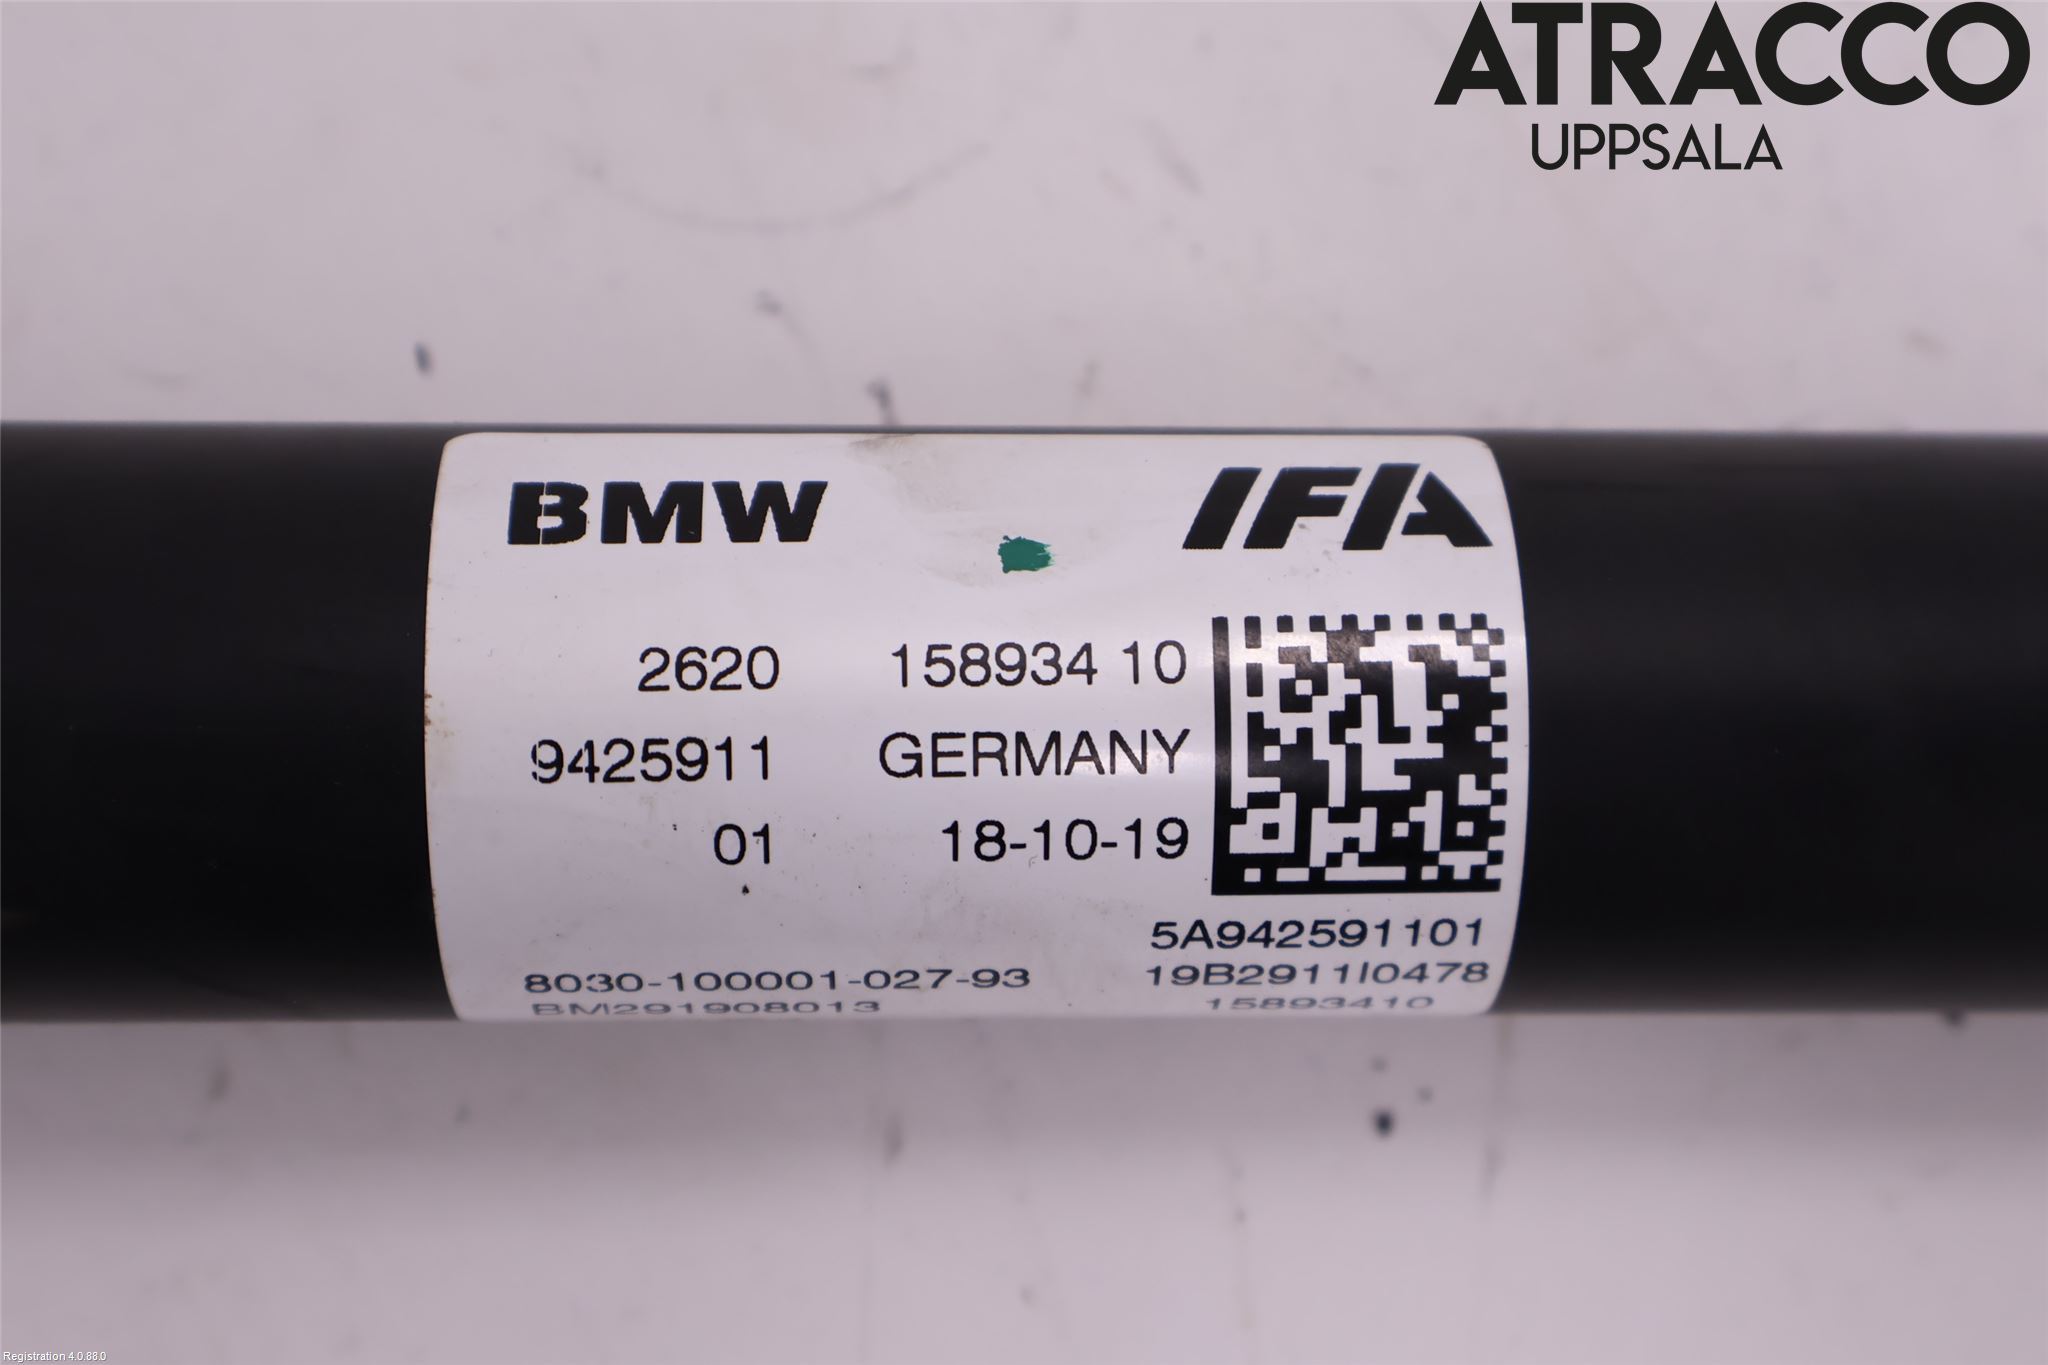 ATRACCO
UPPSALA
BMW IFA
2620 158934 10
9425911 GERMANY
01 18-10-19
5A942591101
8030-100001-027-93 19B2911I0478
BM291908013 15893410
Registration 4.0.88.0